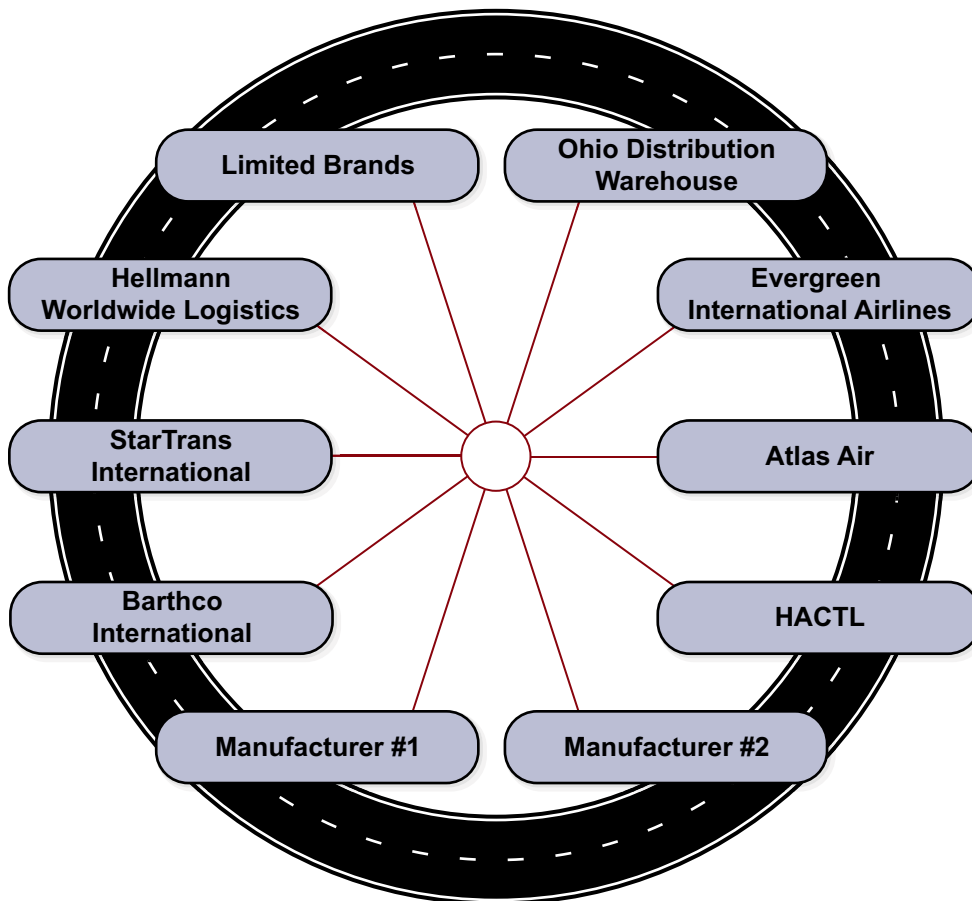 Limited Brands
Ohio Distribution
Warehouse
Hellmann
Worldwide Logistics
Evergreen
International Airlines
StarTrans
International
Atlas Air
Barthco
International
HACTL
Manufacturer #1
Manufacturer #2